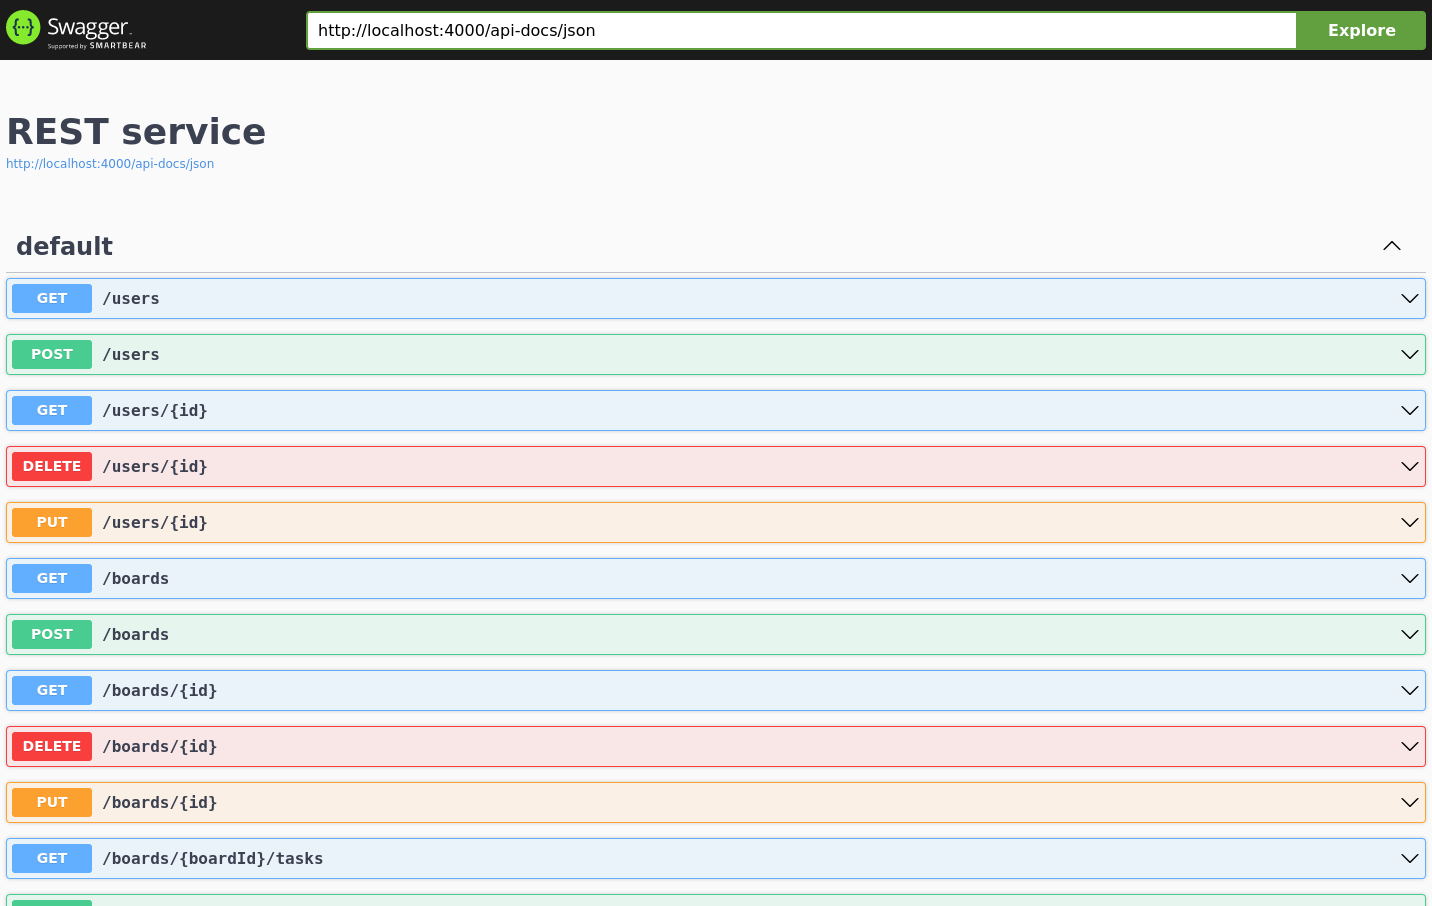 {···} Swagger
Supported by SMARTBEAR
http://localhost:4000/api-docs/json
Explore
REST service
http://localhost:4000/api-docs/json
default
GET /users
POST /users
GET /users/{id}
DELETE /users/{id}
PUT /users/{id}
GET /boards
POST /boards
GET /boards/{id}
DELETE /boards/{id}
PUT /boards/{id}
GET /boards/{boardId}/tasks